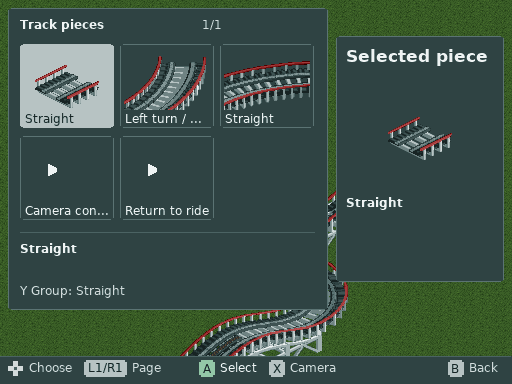 Track pieces 1/1
Selected piece
Straight
Left turn / ...
Straight
Camera con...
Return to ride
Straight
Straight
Y Group: Straight
Choose L1/R1 Page A Select X Camera B Back